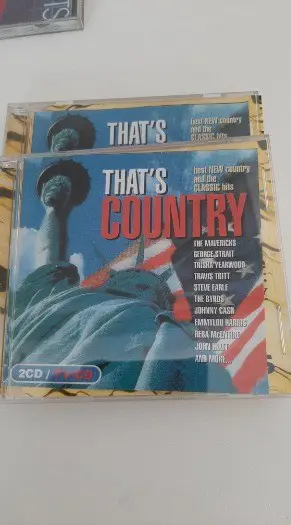 THAT'S
best NEW country
and the
CLASSIC hits
THAT'S
best NEW country
and the
CLASSIC hits
COUNTRY
THE MAVERICKS
GEORGE STRAIT
TRISHA YEARWOOD
TRAVIS TRITT
STEVE EARLE
THE BYRDS
JOHNNY CASH
EMMYLOU HARRIS
REBA McENTIRE
JOHN HIATT
AND MORE...
2CD /